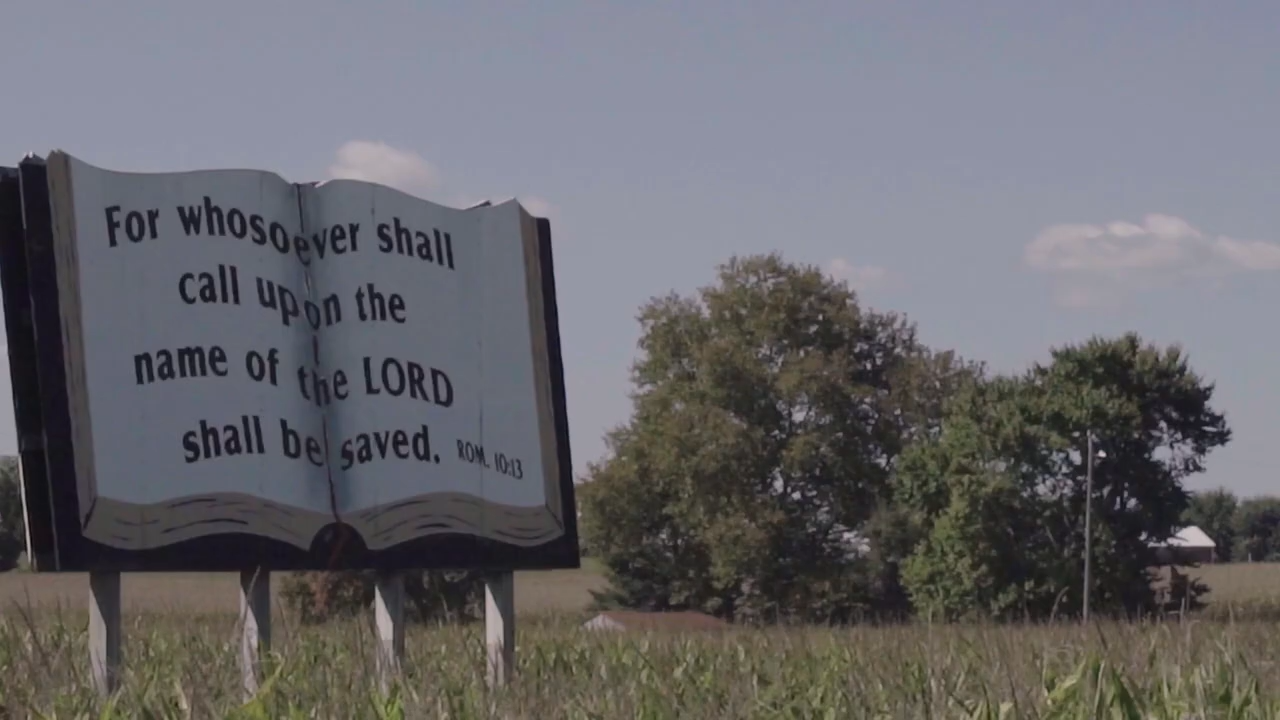 For whosoever shall
call upon the
name of the LORD
shall be saved. ROM. 10:13